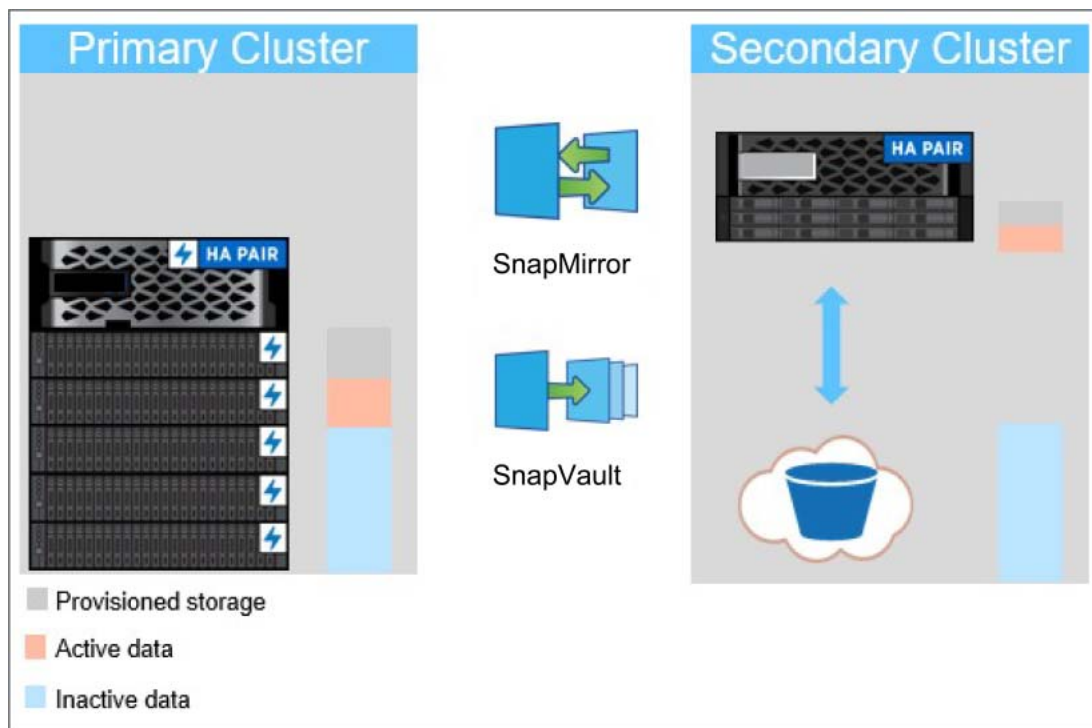 Primary Cluster
Secondary Cluster
HA PAIR
HA PAIR
SnapMirror
SnapVault
Provisioned storage
Active data
Inactive data